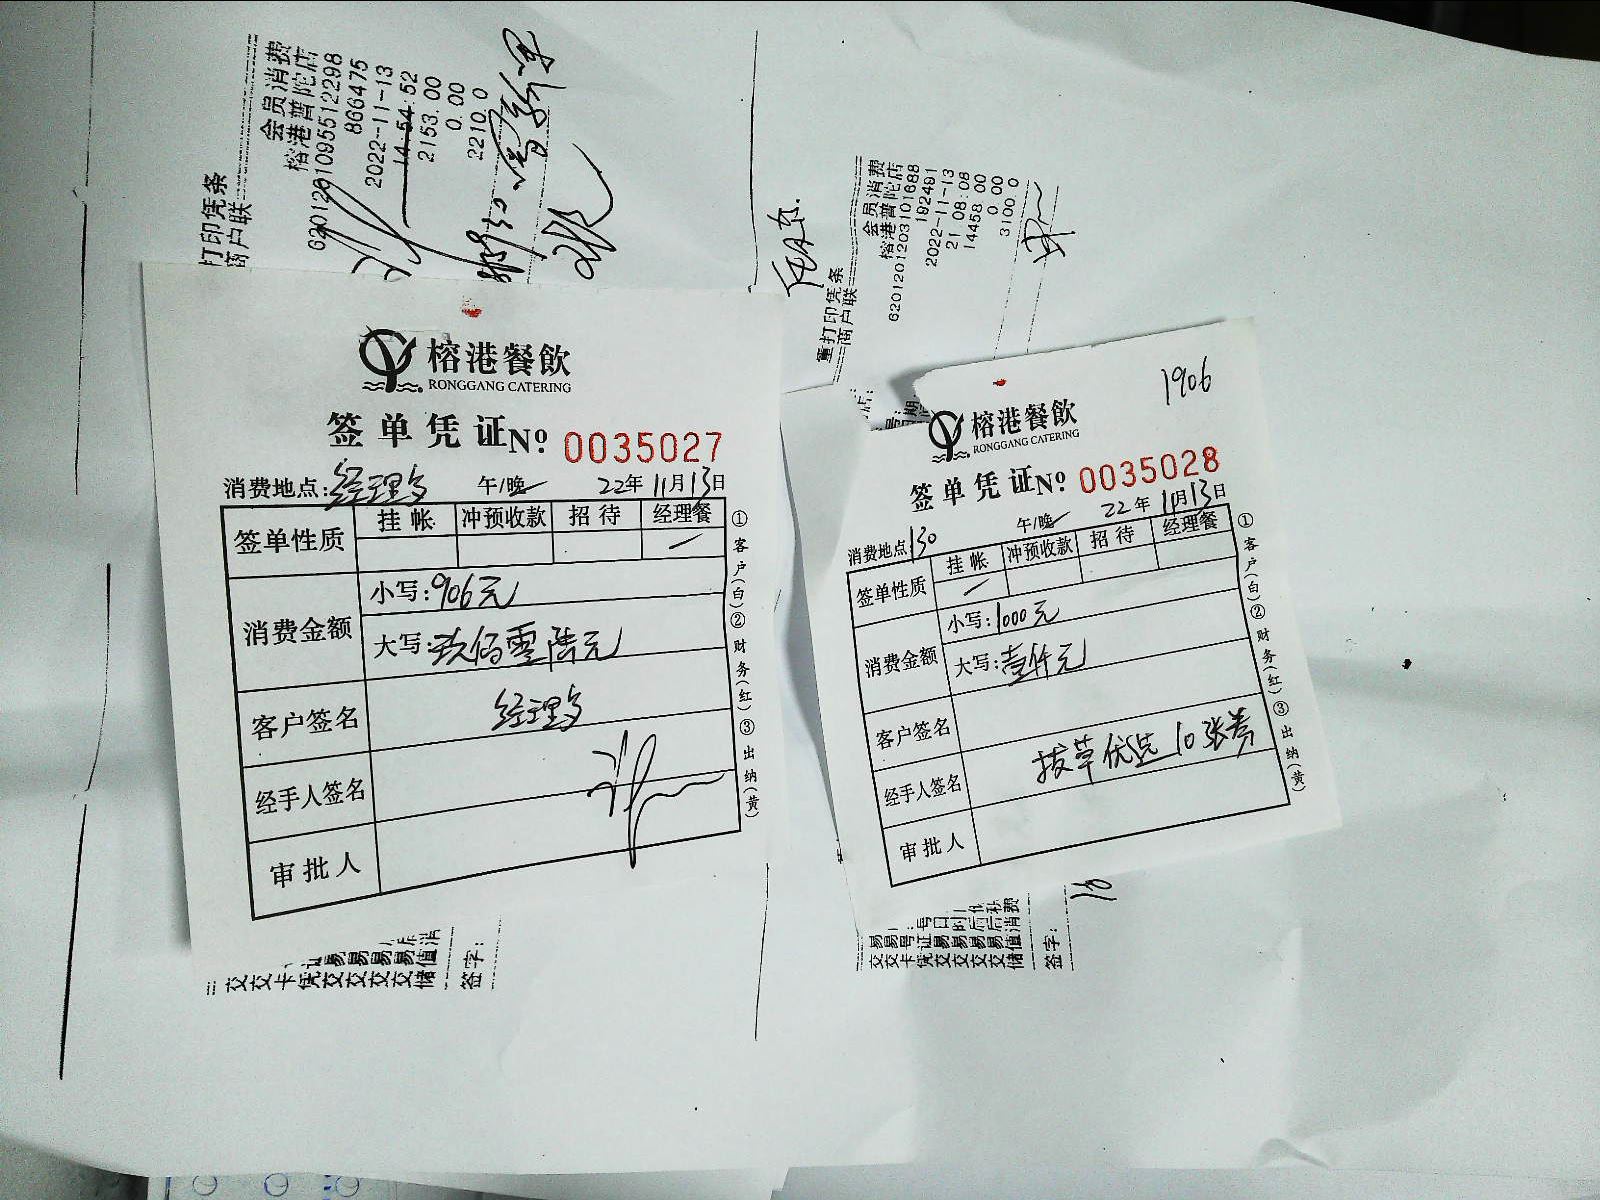 打印凭条
商户联
会员消费
榕港普陀店
6201201095512298
866475
2022-11-13
14:54:52
2153.00
0.00
2210.0
重打印凭条
商户联
会员消费
榕港普陀店
6201201203101688
192491
2022-11-13
21:08:08
14458.00
0.00
3100.0
榕港餐飲
RONGGANG CATERING
签单凭证No. 0035027
消费地点:经理餐 午/晚 22年11月13日
签单性质 挂帐 冲预收款 招待 经理餐
消费金额 小写:906元
大写:玖佰零陆元
客户签名 经理餐
经手人签名
审批人
①客户(白)②财务(红)③出纳(黄)
1906
榕港餐飲
RONGGANG CATERING
签单凭证No. 0035028
消费地点 130 午/晚 22年11月13日
签单性质 挂帐 冲预收款 招待 经理餐
消费金额 小写:1000元
大写:壹仟元
客户签名
经手人签名 拔草优选10张券
审批人
①客户(白)②财务(红)③出纳(黄)
签字:
签字: